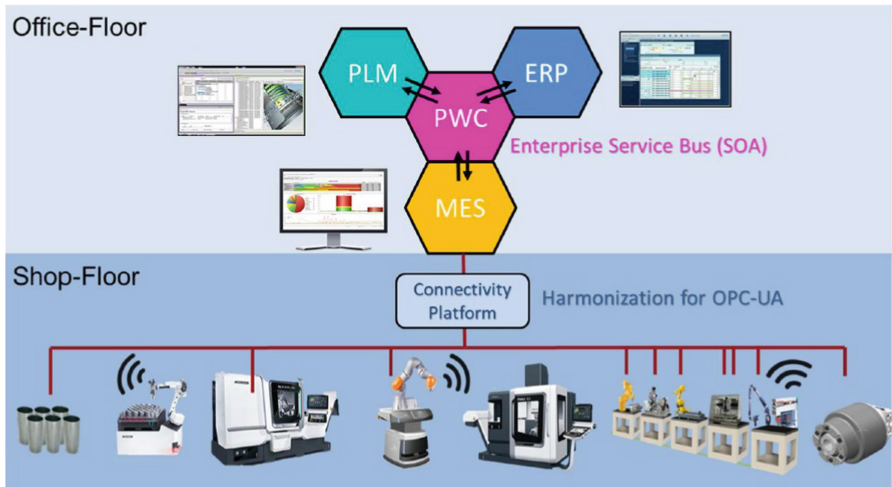 Office-Floor
PLM
ERP
PWC
Enterprise Service Bus (SOA)
MES
Shop-Floor
Connectivity
Platform
Harmonization for OPC-UA